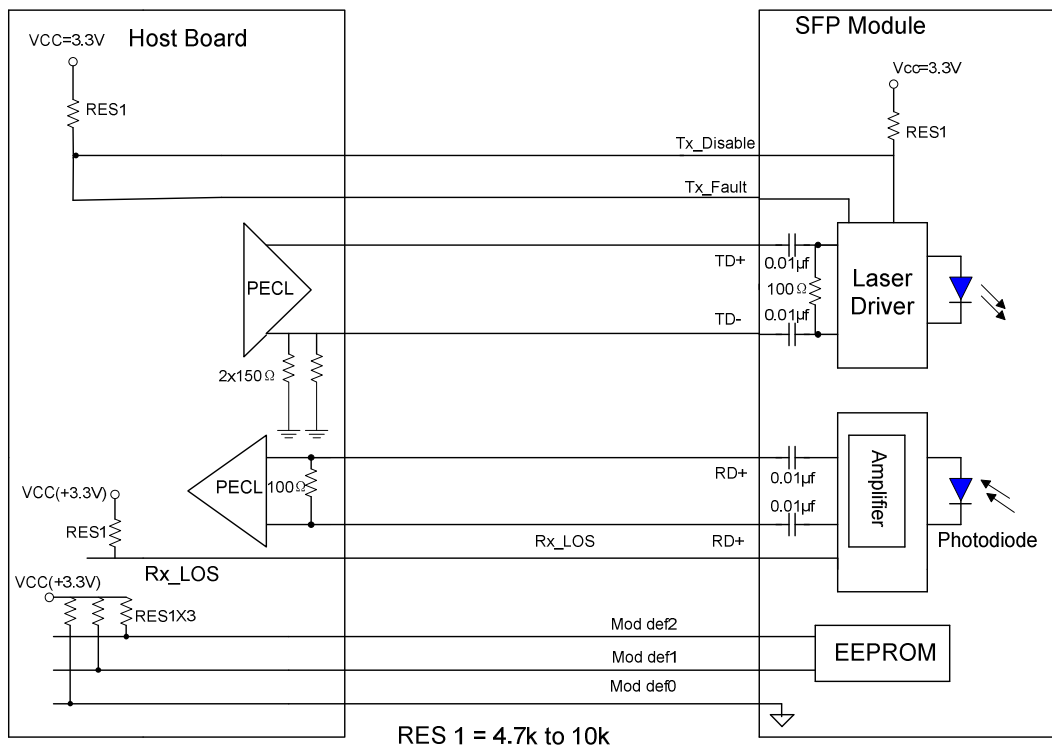 Host Board
SFP Module
VCC=3.3V
Vcc=3.3V
RES1
RES1
Tx_Disable
Tx_Fault
PECL
TD+
0.01µf
100Ω
Laser
Driver
TD-
0.01µf
2x150Ω
PECL
100Ω
RD+
0.01µf
Amplifier
0.01µf
VCC(+3.3V)
RES1
Rx_LOS
RD+
Photodiode
Rx_LOS
VCC(+3.3V)
RES1X3
Mod def2
EEPROM
Mod def1
Mod def0
RES 1 = 4.7k to 10k